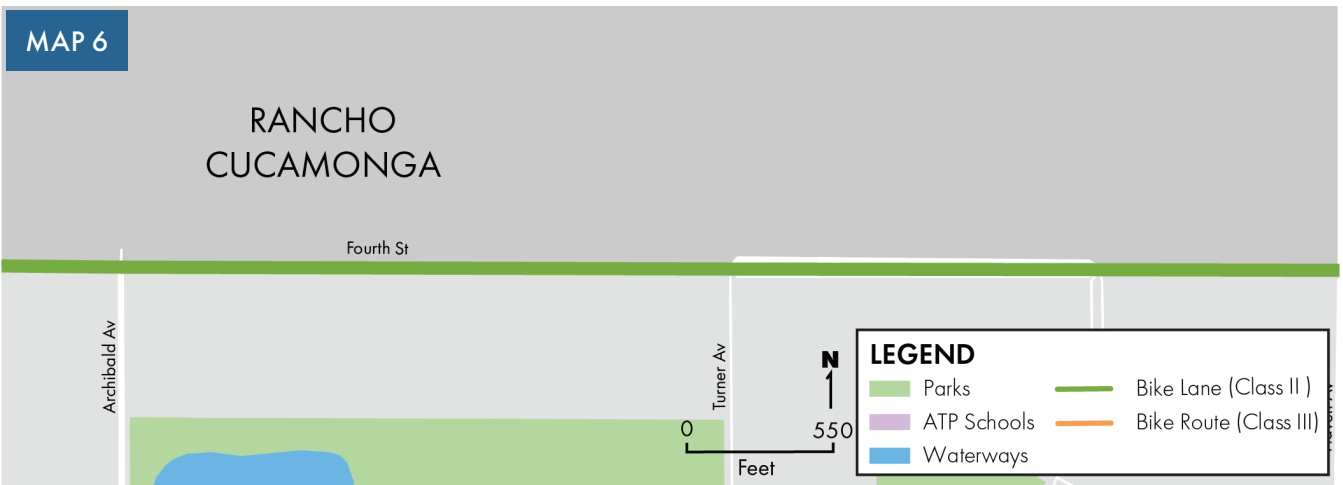 MAP 6
RANCHO
CUCAMONGA
Fourth St
Archibald Av
Turner Av
N
0
550
Feet
LEGEND
Parks
ATP Schools
Waterways
Bike Lane (Class II )
Bike Route (Class III)